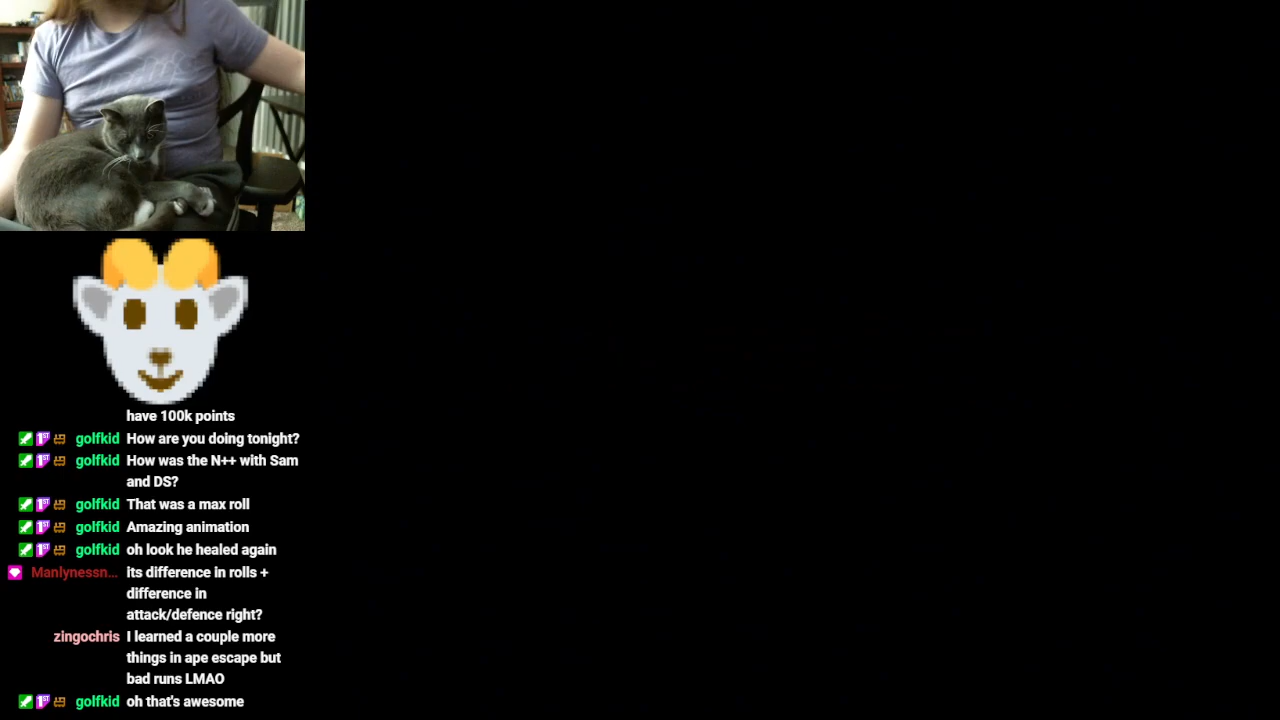 have 100k points
golfkid How are you doing tonight?
golfkid How was the N++ with Sam
and DS?
golfkid That was a max roll
golfkid Amazing animation
golfkid oh look he healed again
Manlynessn... its difference in rolls +
difference in
attack/defence right?
zingochris I learned a couple more
things in ape escape but
bad runs LMAO
golfkid oh that's awesome